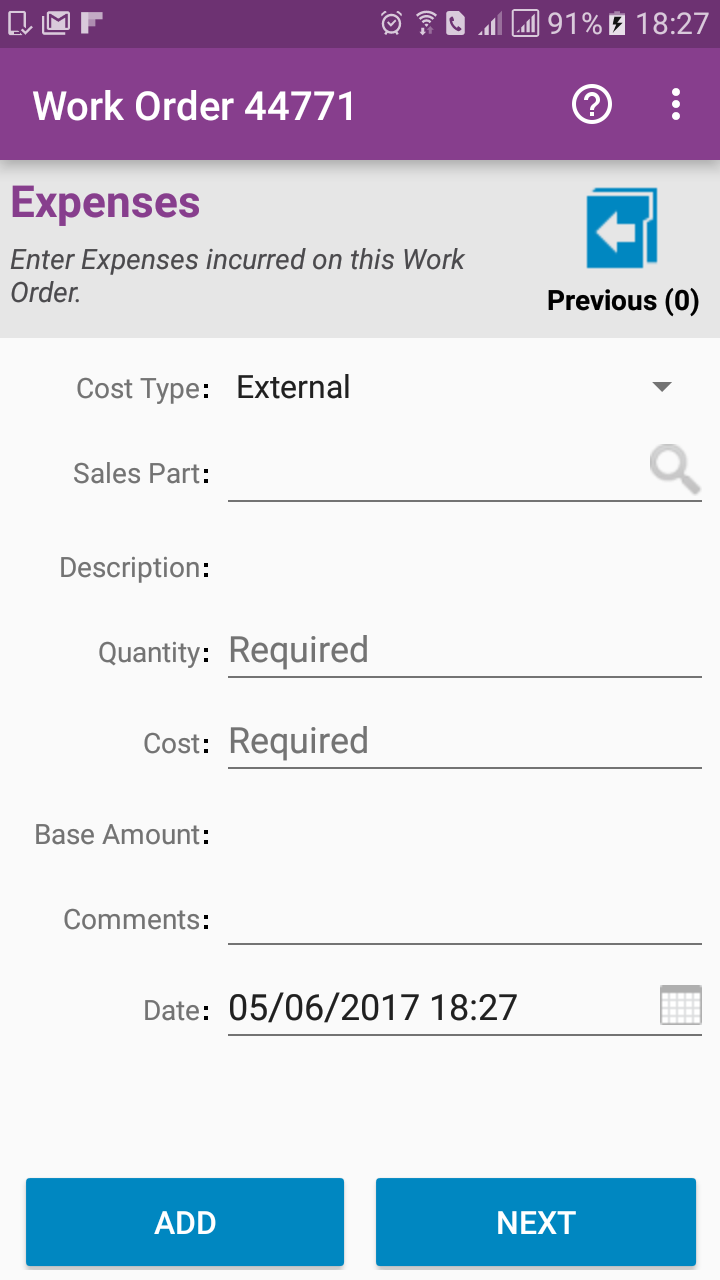 91% 18:27
Work Order 44771
Expenses
Enter Expenses incurred on this Work
Order.
Previous (0)
Cost Type: External
Sales Part:
Description:
Quantity: Required
Cost: Required
Base Amount:
Comments:
Date: 05/06/2017 18:27
ADD NEXT